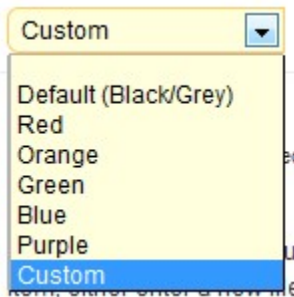 Custom
Default (Black/Grey)
Red
Orange
Green
Blue
Purple
Custom